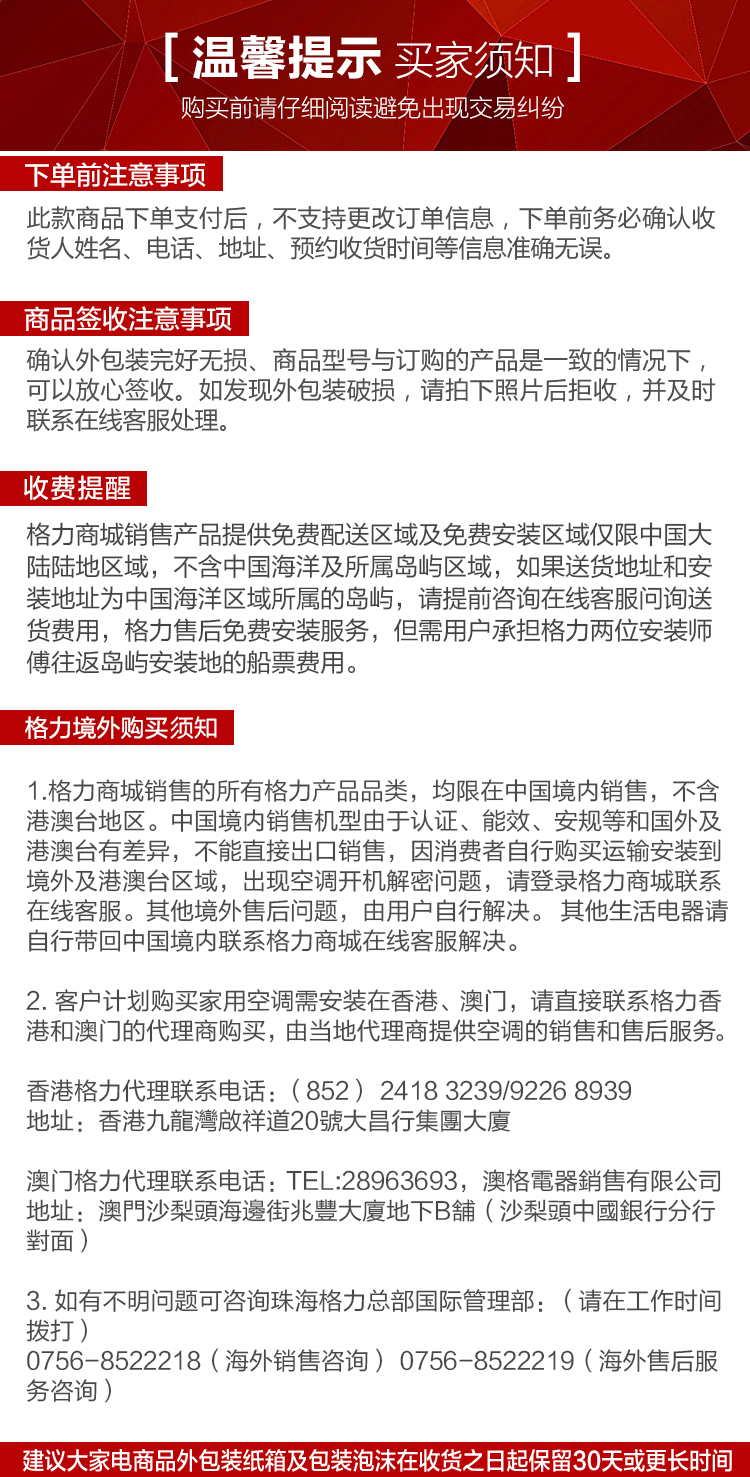 [ 温馨提示 买家须知 ]
购买前请仔细阅读避免出现交易纠纷
下单前注意事项
此款商品下单支付后，不支持更改订单信息，下单前务必确认收
货人姓名、电话、地址、预约收货时间等信息准确无误。
商品签收注意事项
确认外包装完好无损、商品型号与订购的产品是一致的情况下，
可以放心签收。如发现外包装破损，请拍下照片后拒收，并及时
联系在线客服处理。
收费提醒
格力商城销售产品提供免费配送区域及免费安装区域仅限中国大
陆陆地区域，不含中国海洋及所属岛屿区域，如果送货地址和安
装地址为中国海洋区域所属的岛屿，请提前咨询在线客服问询送
货费用，格力售后免费安装服务，但需用户承担格力两位安装师
傅往返岛屿安装地的船票费用。
格力境外购买须知
1.格力商城销售的所有格力产品品类，均限在中国境内销售，不含
港澳台地区。中国境内销售机型由于认证、能效、安规等和国外及
港澳台有差异，不能直接出口销售，因消费者自行购买运输安装到
境外及港澳台区域，出现空调开机解密问题，请登录格力商城联系
在线客服。其他境外售后问题，由用户自行解决。 其他生活电器请
自行带回中国境内联系格力商城在线客服解决。
2. 客户计划购买家用空调需安装在香港、澳门，请直接联系格力香
港和澳门的代理商购买，由当地代理商提供空调的销售和售后服务。
香港格力代理联系电话：（852） 2418 3239/9226 8939
地址：香港九龍灣啟祥道20號大昌行集團大廈
澳门格力代理联系电话：TEL:28963693，澳格電器銷售有限公司
地址：澳門沙梨頭海邊街兆豐大廈地下B舖（沙梨頭中國銀行分行
對面）
3. 如有不明问题可咨询珠海格力总部国际管理部：（请在工作时间
拨打）
0756-8522218（海外销售咨询） 0756-8522219（海外售后服
务咨询）
建议大家电商品外包装纸箱及包装泡沫在收货之日起保留30天或更长时间